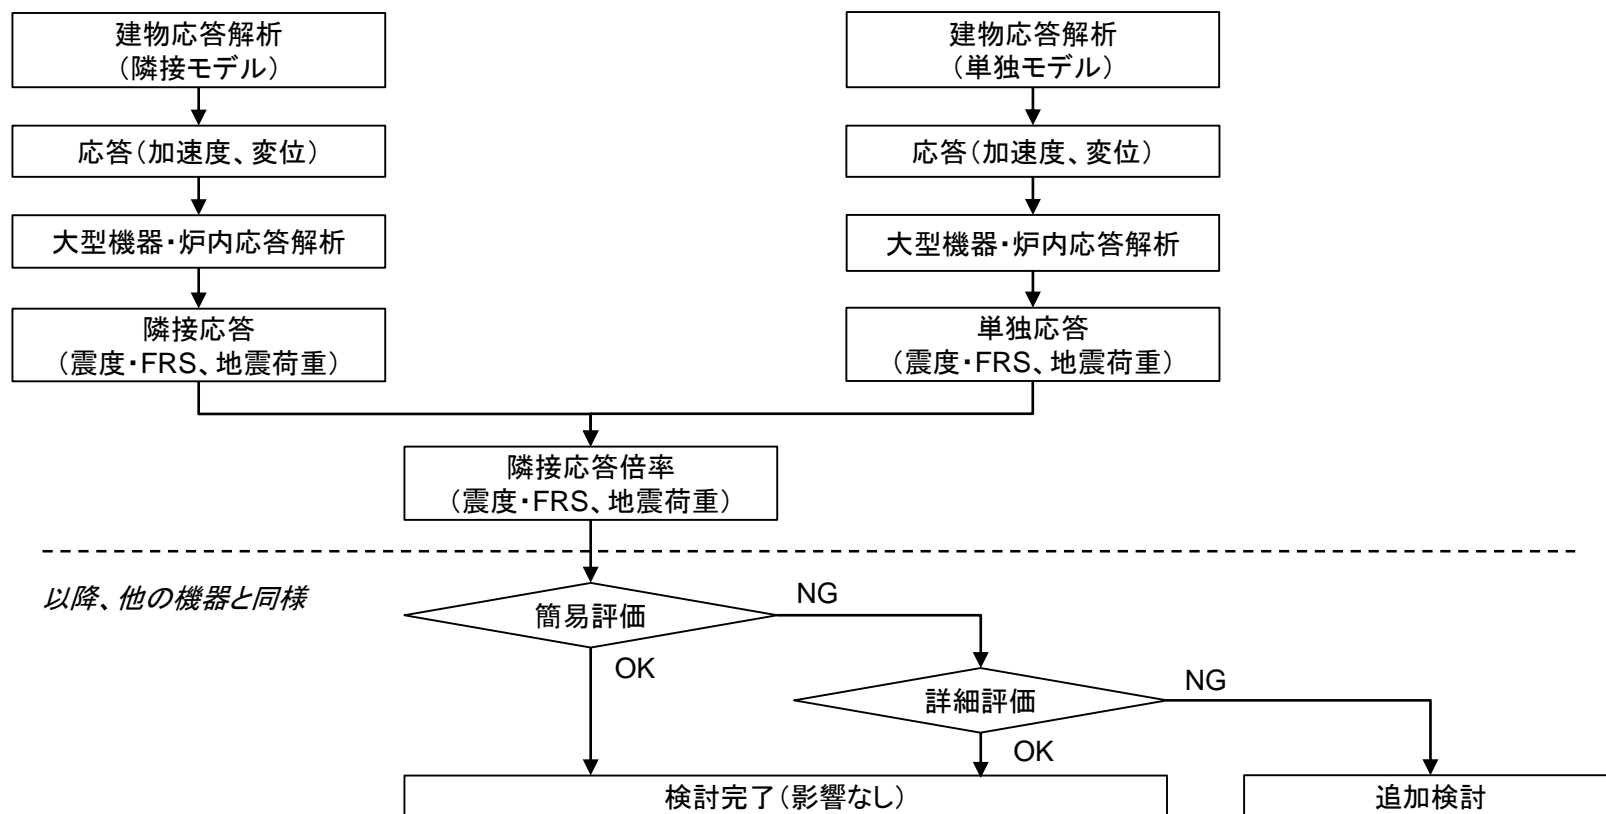 建物応答解析
（隣接モデル）
応答（加速度、変位）
大型機器・炉内応答解析
隣接応答
（震度・FRS、地震荷重）
建物応答解析
（単独モデル）
応答（加速度、変位）
大型機器・炉内応答解析
単独応答
（震度・FRS、地震荷重）
隣接応答倍率
（震度・FRS、地震荷重）
以降、他の機器と同様
簡易評価
NG
OK
詳細評価
NG
OK
検討完了（影響なし）
追加検討